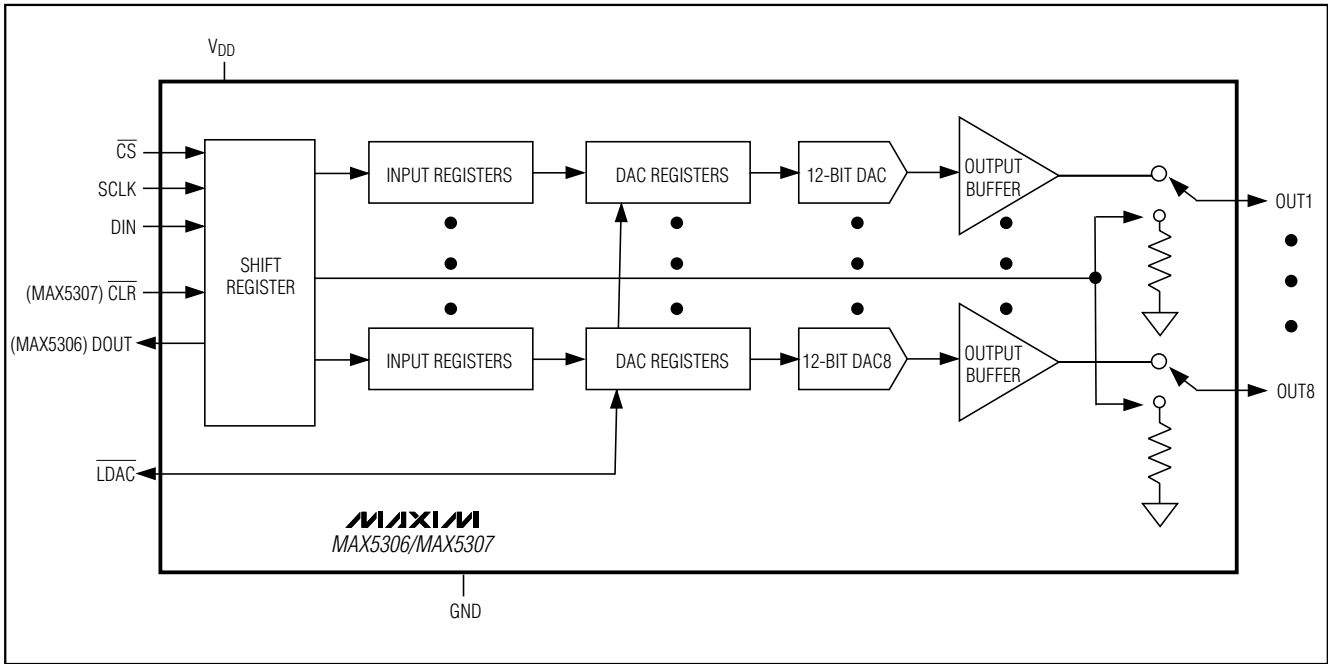 VDD
CS
SCLK
DIN
(MAX5307) CLR
(MAX5306) DOUT
LDAC
SHIFT
REGISTER
INPUT REGISTERS
DAC REGISTERS
12-BIT DAC
OUTPUT
BUFFER
OUT1
INPUT REGISTERS
DAC REGISTERS
12-BIT DAC8
OUTPUT
BUFFER
OUT8
MAXIM
MAX5306/MAX5307
GND